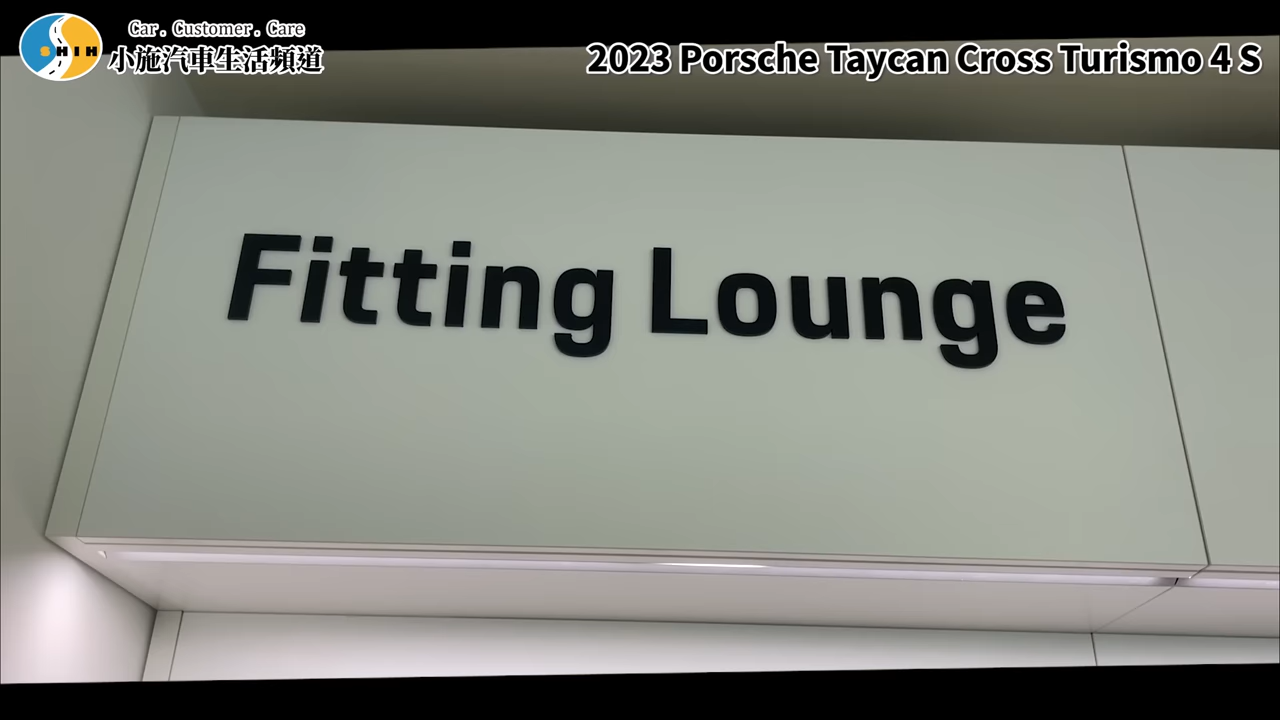 Car. Customer. Care
SHIH
小施汽車生活頻道
2023 Porsche Taycan Cross Turismo 4 S
Fitting Lounge